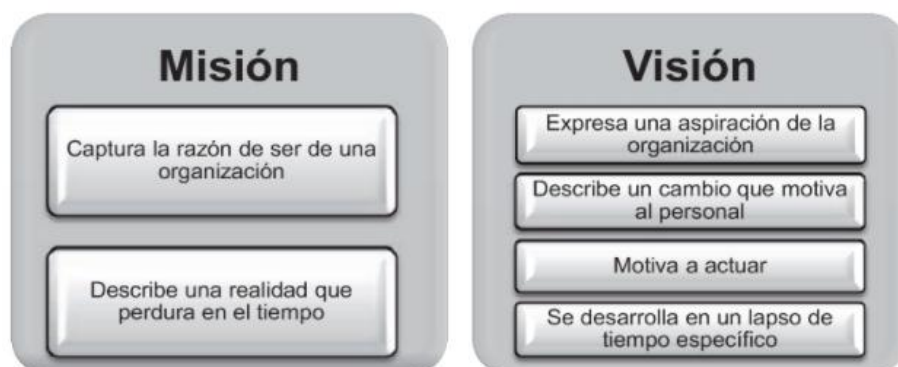 Misión
Captura la razón de ser de una
organización
Describe una realidad que
perdura en el tiempo
Visión
Expresa una aspiración de la
organización
Describe un cambio que motiva
al personal
Motiva a actuar
Se desarrolla en un lapso de
tiempo específico